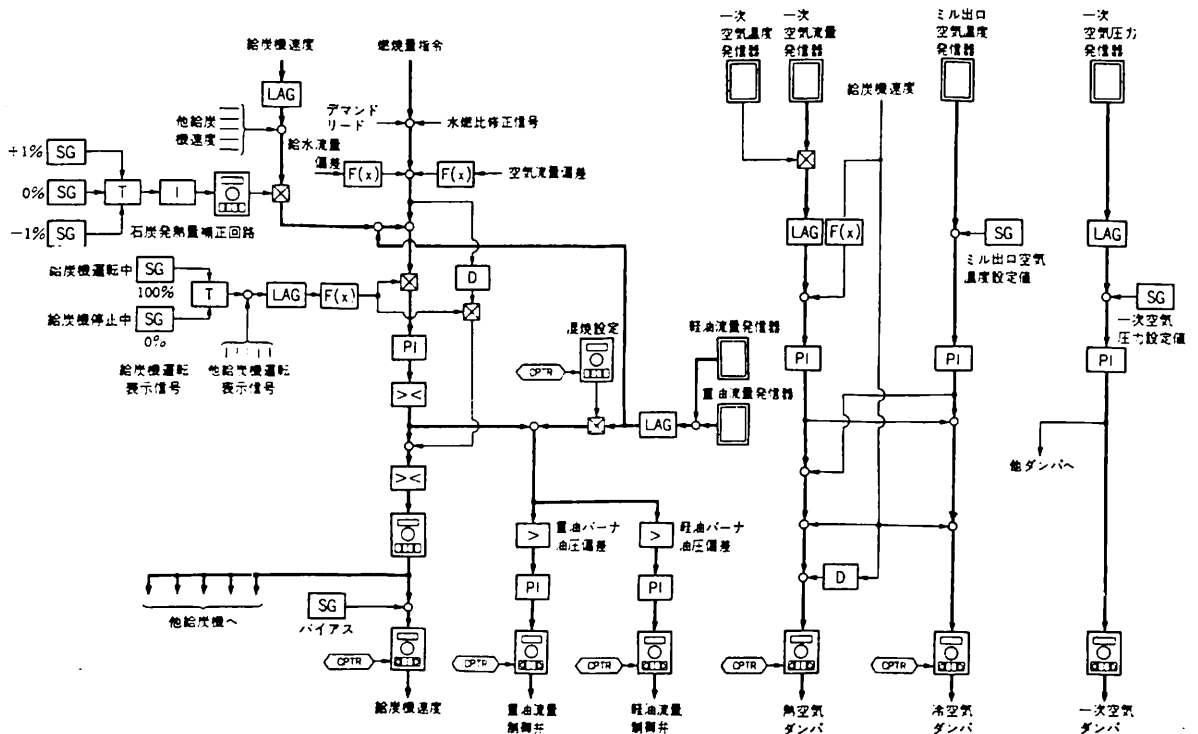 一次
空気温度
発信器
一次
空気流量
発信器
ミル出口
空気温度
発信器
一次
空気圧力
発信器
給炭機速度
燃焼量指令
給炭機速度
LAG
デマンド
リード
水燃比修正信号
他給炭
機速度
給水流量
偏差
F(x)
F(x)
空気流量偏差
+1%
SG
0%
SG
T
I
-1%
SG
石炭発熱量補正回路
LAG
F(x)
SG
ミル出口空気
温度設定値
LAG
SG
一次空気
圧力設定値
給炭機運転中
SG
100%
T
LAG
F(x)
D
給炭機停止中
SG
0%
給炭機運転
表示信号
他給炭機運転
表示信号
PI
><
混焼設定
CPTR
軽油流量発信器
重油流量発信器
LAG
PI
PI
PI
他ダンパへ
><
>
重油バーナ
油圧偏差
>
軽油バーナ
油圧偏差
PI
PI
D
他給炭機へ
SG
バイアス
CPTR
CPTR
CPTR
CPTR
CPTR
給炭機速度
重油流量
制御弁
軽油流量
制御弁
熱空気
ダンパ
冷空気
ダンパ
一次空気
ダンパ